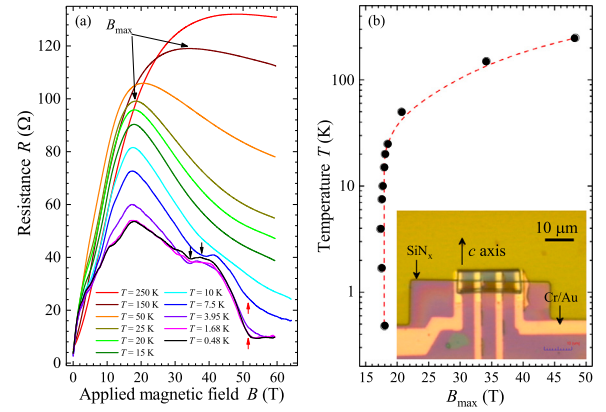 (a)
B_max
120
100
80
60
40
20
0
Resistance R (Ω)
T = 250 K
T = 150 K
T = 50 K
T = 25 K
T = 20 K
T = 15 K
T = 10 K
T = 7.5 K
T = 3.95 K
T = 1.68 K
T = 0.48 K
0 10 20 30 40 50 60
Applied magnetic field B (T)
(b)
100
10
1
Temperature T (K)
10 μm
SiN_x
c axis
Cr/Au
15 20 25 30 35 40 45 50
B_max (T)